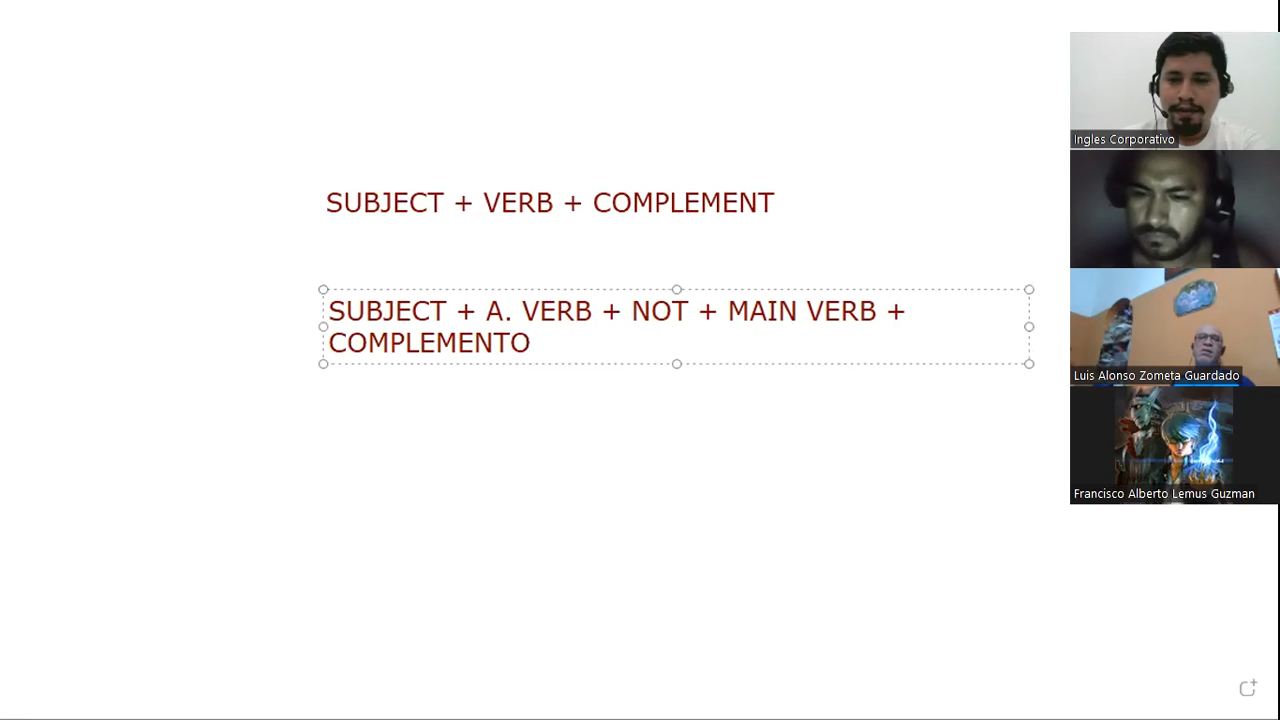 SUBJECT + VERB + COMPLEMENT
SUBJECT + A. VERB + NOT + MAIN VERB +
COMPLEMENTO
Ingles Corporativo
Luis Alonso Zometa Guardado
Francisco Alberto Lemus Guzman